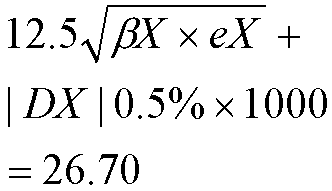 12.5√βX × eX +
| DX | 0.5% × 1000
= 26.70